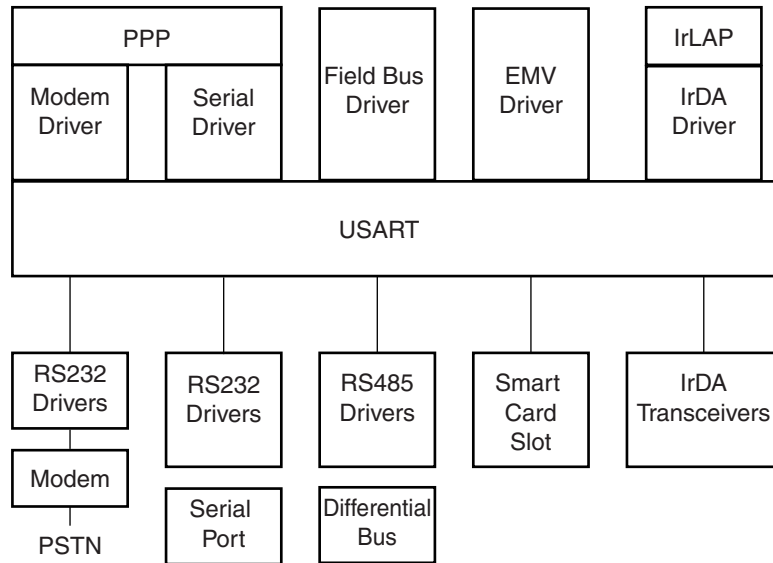 PPP
IrLAP
Modem
Driver
Serial
Driver
Field Bus
Driver
EMV
Driver
IrDA
Driver
USART
RS232
Drivers
RS232
Drivers
RS485
Drivers
Smart
Card
Slot
IrDA
Transceivers
Modem
PSTN
Serial
Port
Differential
Bus